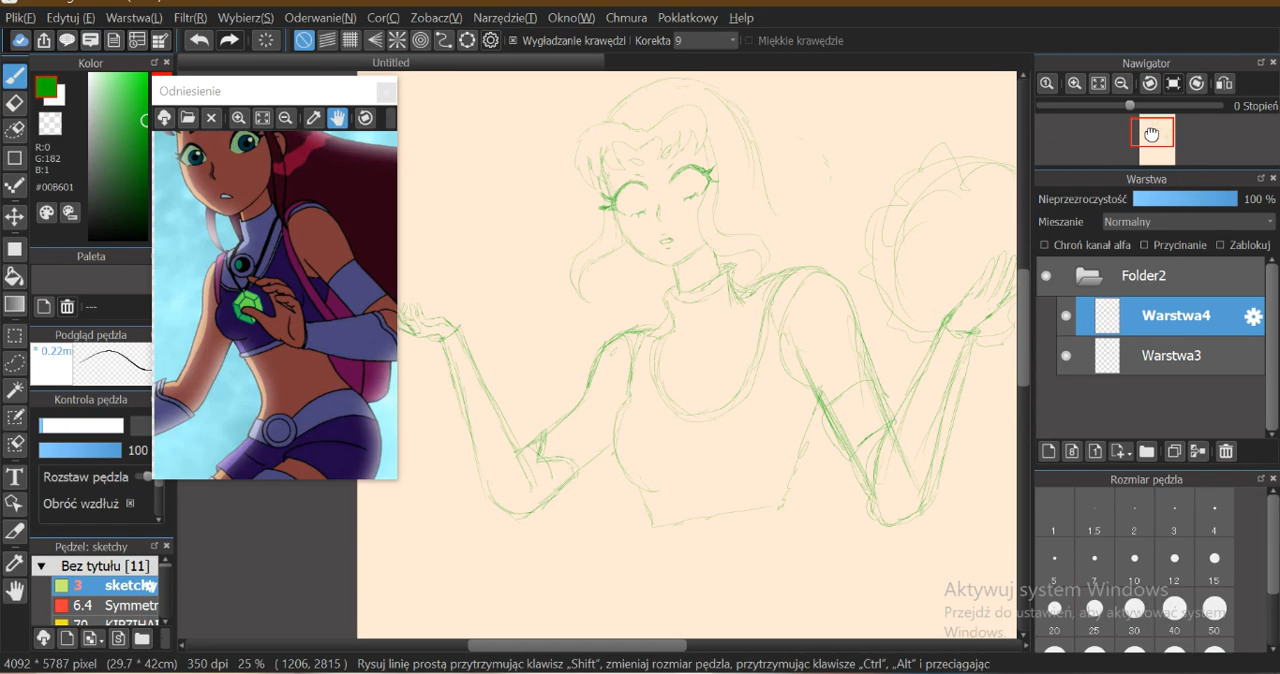 Plik(F) Edytuj (E) Warstwa(L) Filtr(R) Wybierz(S) Oderwanie(N) Cor(C) Zobacz(V) Narzędzie(T) Okno(W) Chmura Poklatkowy Help
Wygładzanie krawędzi Korekta 9 Miękkie krawędzie
Kolor
Untitled
Nawigator
Odniesienie
0 Stopień
R:0
G:182
B:1
#00B601
Warstwa
Nieprzezroczystość 100 %
Mieszanie Normalny
Chroń kanał alfa Przycinanie Zablokuj
Paleta
Folder2
---
Warstwa4
Podgląd pędzla
* 0.22m
Warstwa3
Kontrola pędzla
100
Rozstaw pędzla
Obróć wzdłuż
Rozmiar pędzla
1 1.5 2 3 4
5 7 10 12 15
20 25 30 40 50
Pędzel: sketchy
Bez tytułu [11]
3 sketchy
6.4 Symmetr
Aktywuj system Windows
Przejdź do ustawień, aby aktywować system
Windows.
4092 * 5787 pixel (29.7 * 42cm) 350 dpi 25 % ( 1206, 2815 ) Rysuj linię prostą przytrzymując klawisz „Shift”, zmieniaj rozmiar pędzla, przytrzymując klawisze „Ctrl”, „Alt” i przeciągając